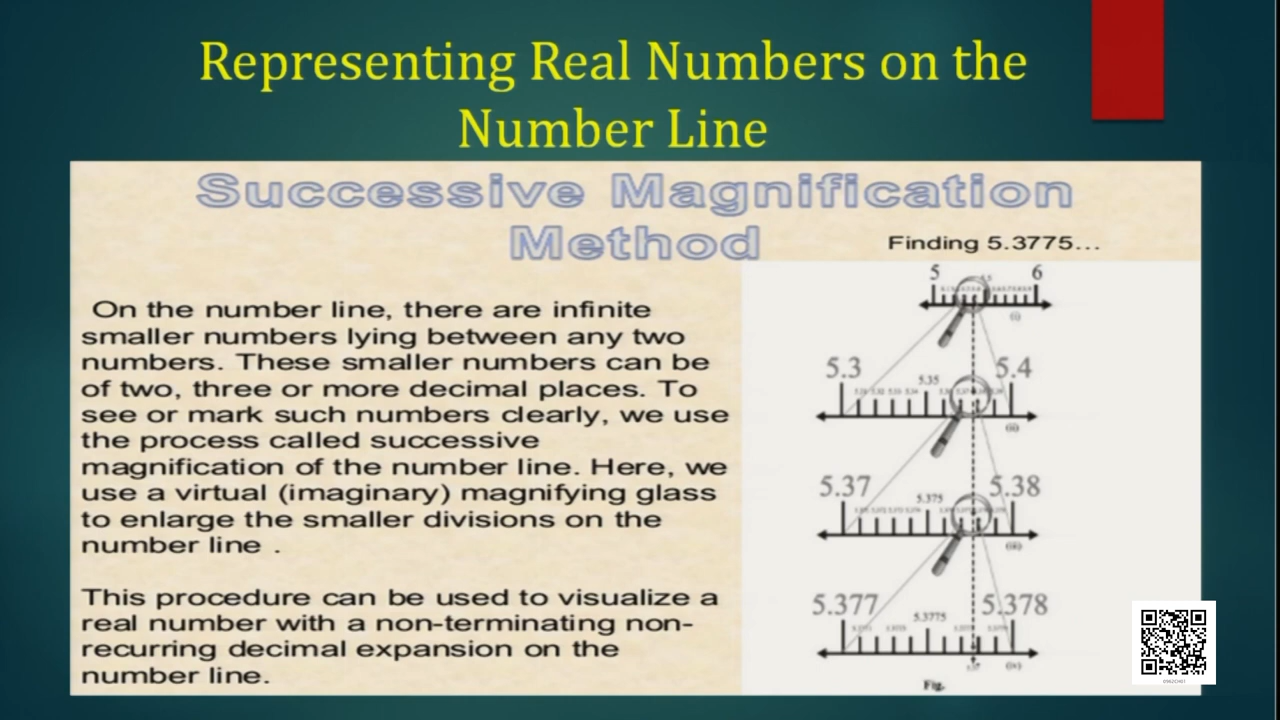 Representing Real Numbers on the
Number Line
Successive Magnification
Method
Finding 5.3775...
On the number line, there are infinite
smaller numbers lying between any two
numbers. These smaller numbers can be
of two, three or more decimal places. To
see or mark such numbers clearly, we use
the process called successive
magnification of the number line. Here, we
use a virtual (imaginary) magnifying glass
to enlarge the smaller divisions on the
number line .
This procedure can be used to visualize a
real number with a non-terminating non-
recurring decimal expansion on the
number line.
5 6
(i)
5.3 5.35 5.4
(ii)
5.37 5.375 5.38
(iii)
5.377 5.3775 5.378
(iv)
Fig.